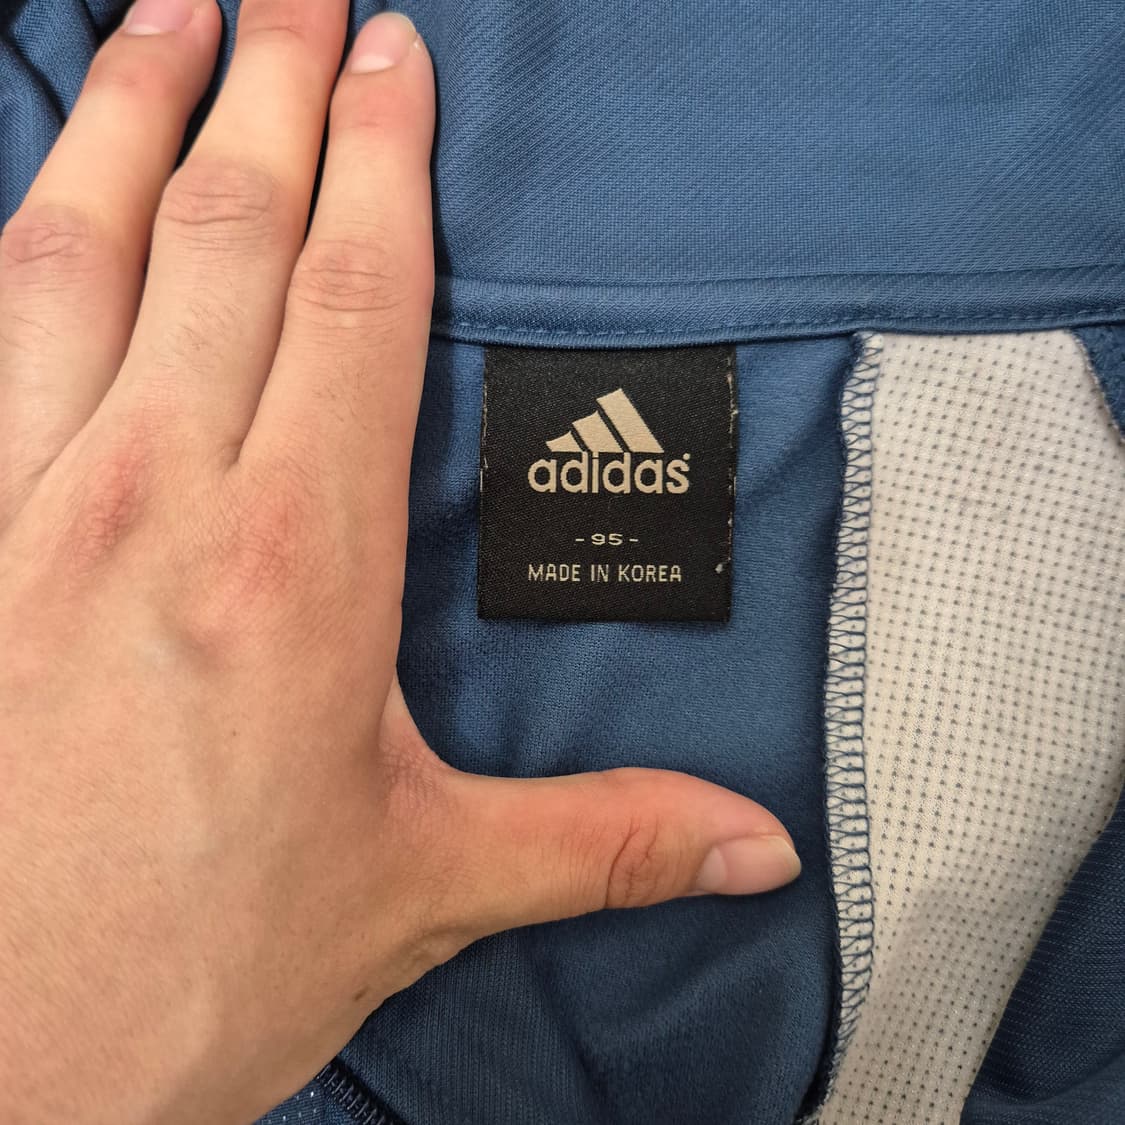 adidas
- 95 -
MADE IN KOREA